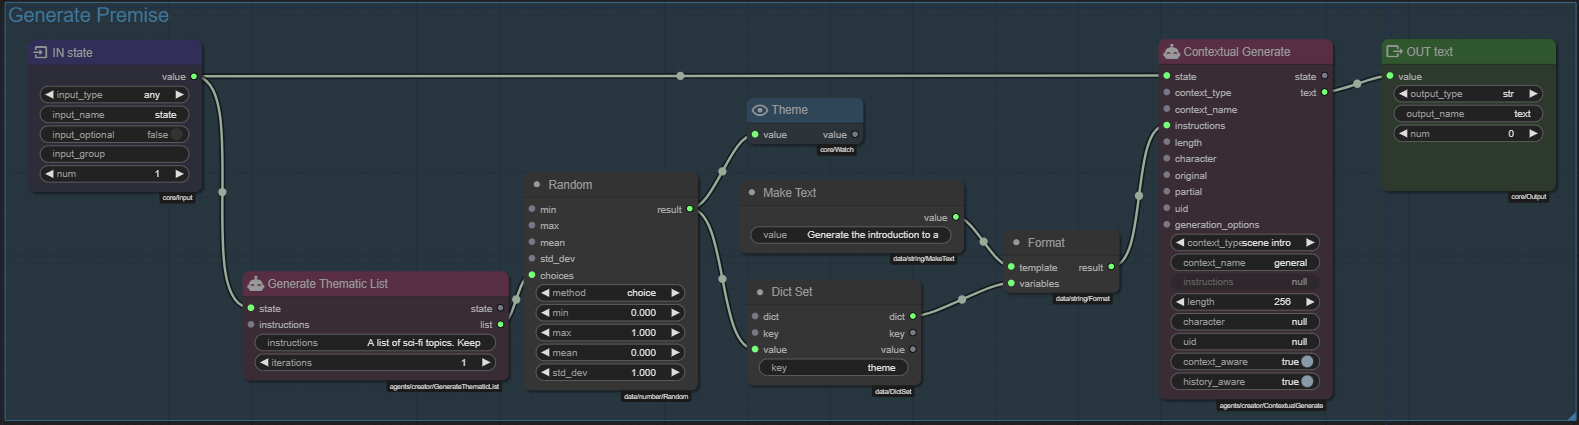 Generate Premise
IN state
value
input_type any
input_name state
input_optional false
input_group
num 1
core/Input
Generate Thematic List
state state
instructions list
instructions A list of sci-fi topics. Keep
iterations 1
agents/creator/GenerateThematicList
Random
min result
max
mean
std_dev
choices
method choice
min 0.000
max 1.000
mean 0.000
std_dev 1.000
data/number/Random
Theme
value value
core/Watch
Make Text
value
value Generate the introduction to a
data/string/MakeText
Dict Set
dict dict
key key
value value
key theme
data/DictSet
Format
template result
variables
data/string/Format
Contextual Generate
state state
context_type text
context_name
instructions
length
character
original
partial
uid
generation_options
context_type scene intro
context_name general
instructions null
length 256
character null
uid null
context_aware true
history_aware true
agents/creator/ContextualGenerate
OUT text
value
output_type str
output_name text
num 0
core/Output